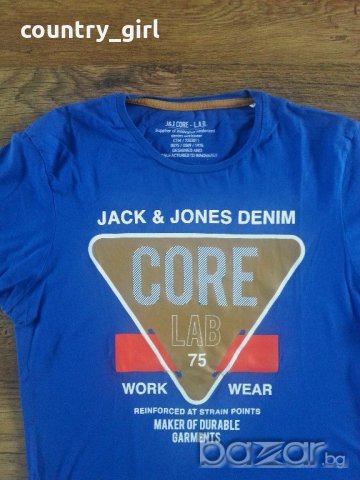 country_girl
J&J CORE - L.A.B.
JACK & JONES DENIM
CORE
LAB
75
WORK WEAR
REINFORCED AT STRAIN POINTS
MAKER OF DURABLE
GARMENTS
базар.bg